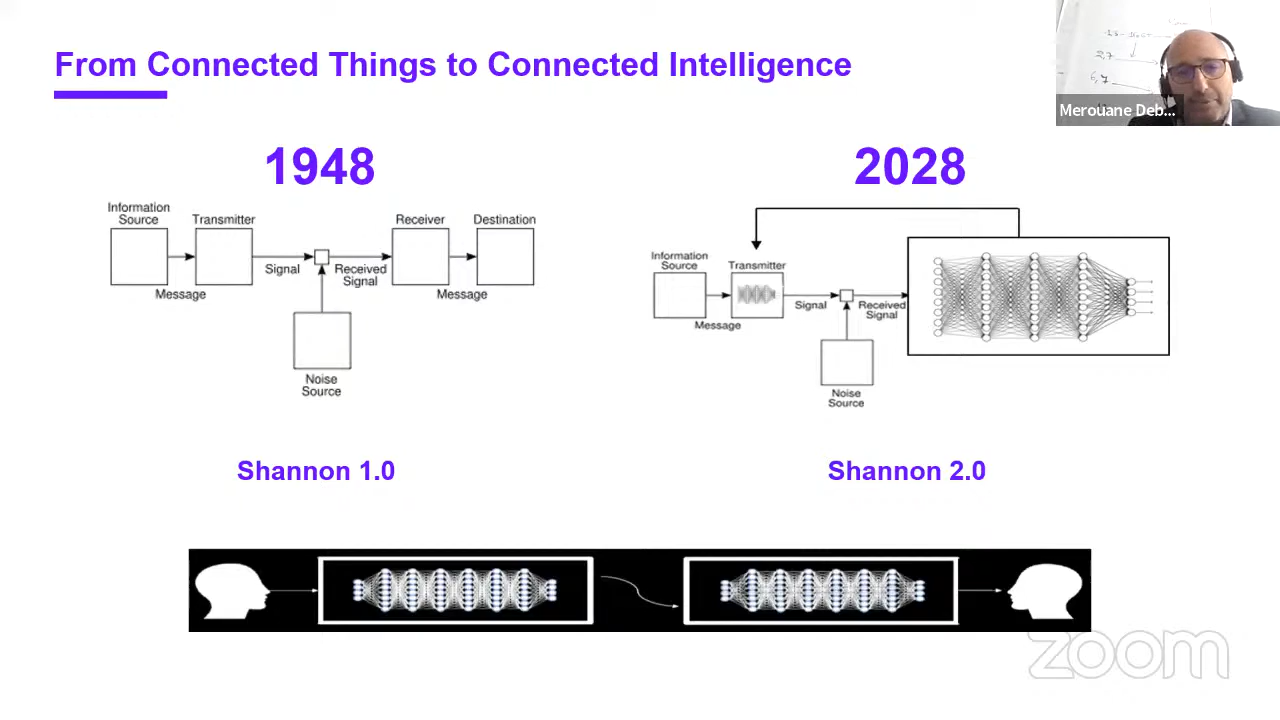 From Connected Things to Connected Intelligence
Merouane Deb...
1948
Information
Source
Transmitter
Receiver
Destination
Signal
Received
Signal
Message
Message
Noise
Source
Shannon 1.0
2028
Information
Source
Transmitter
Signal
Received
Signal
Message
Noise
Source
Shannon 2.0
zoom